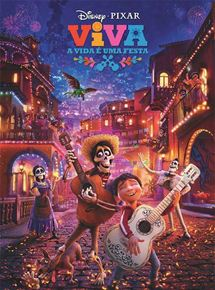 DISNEY · PIXAR
VIVA
A VIDA É UMA FESTA